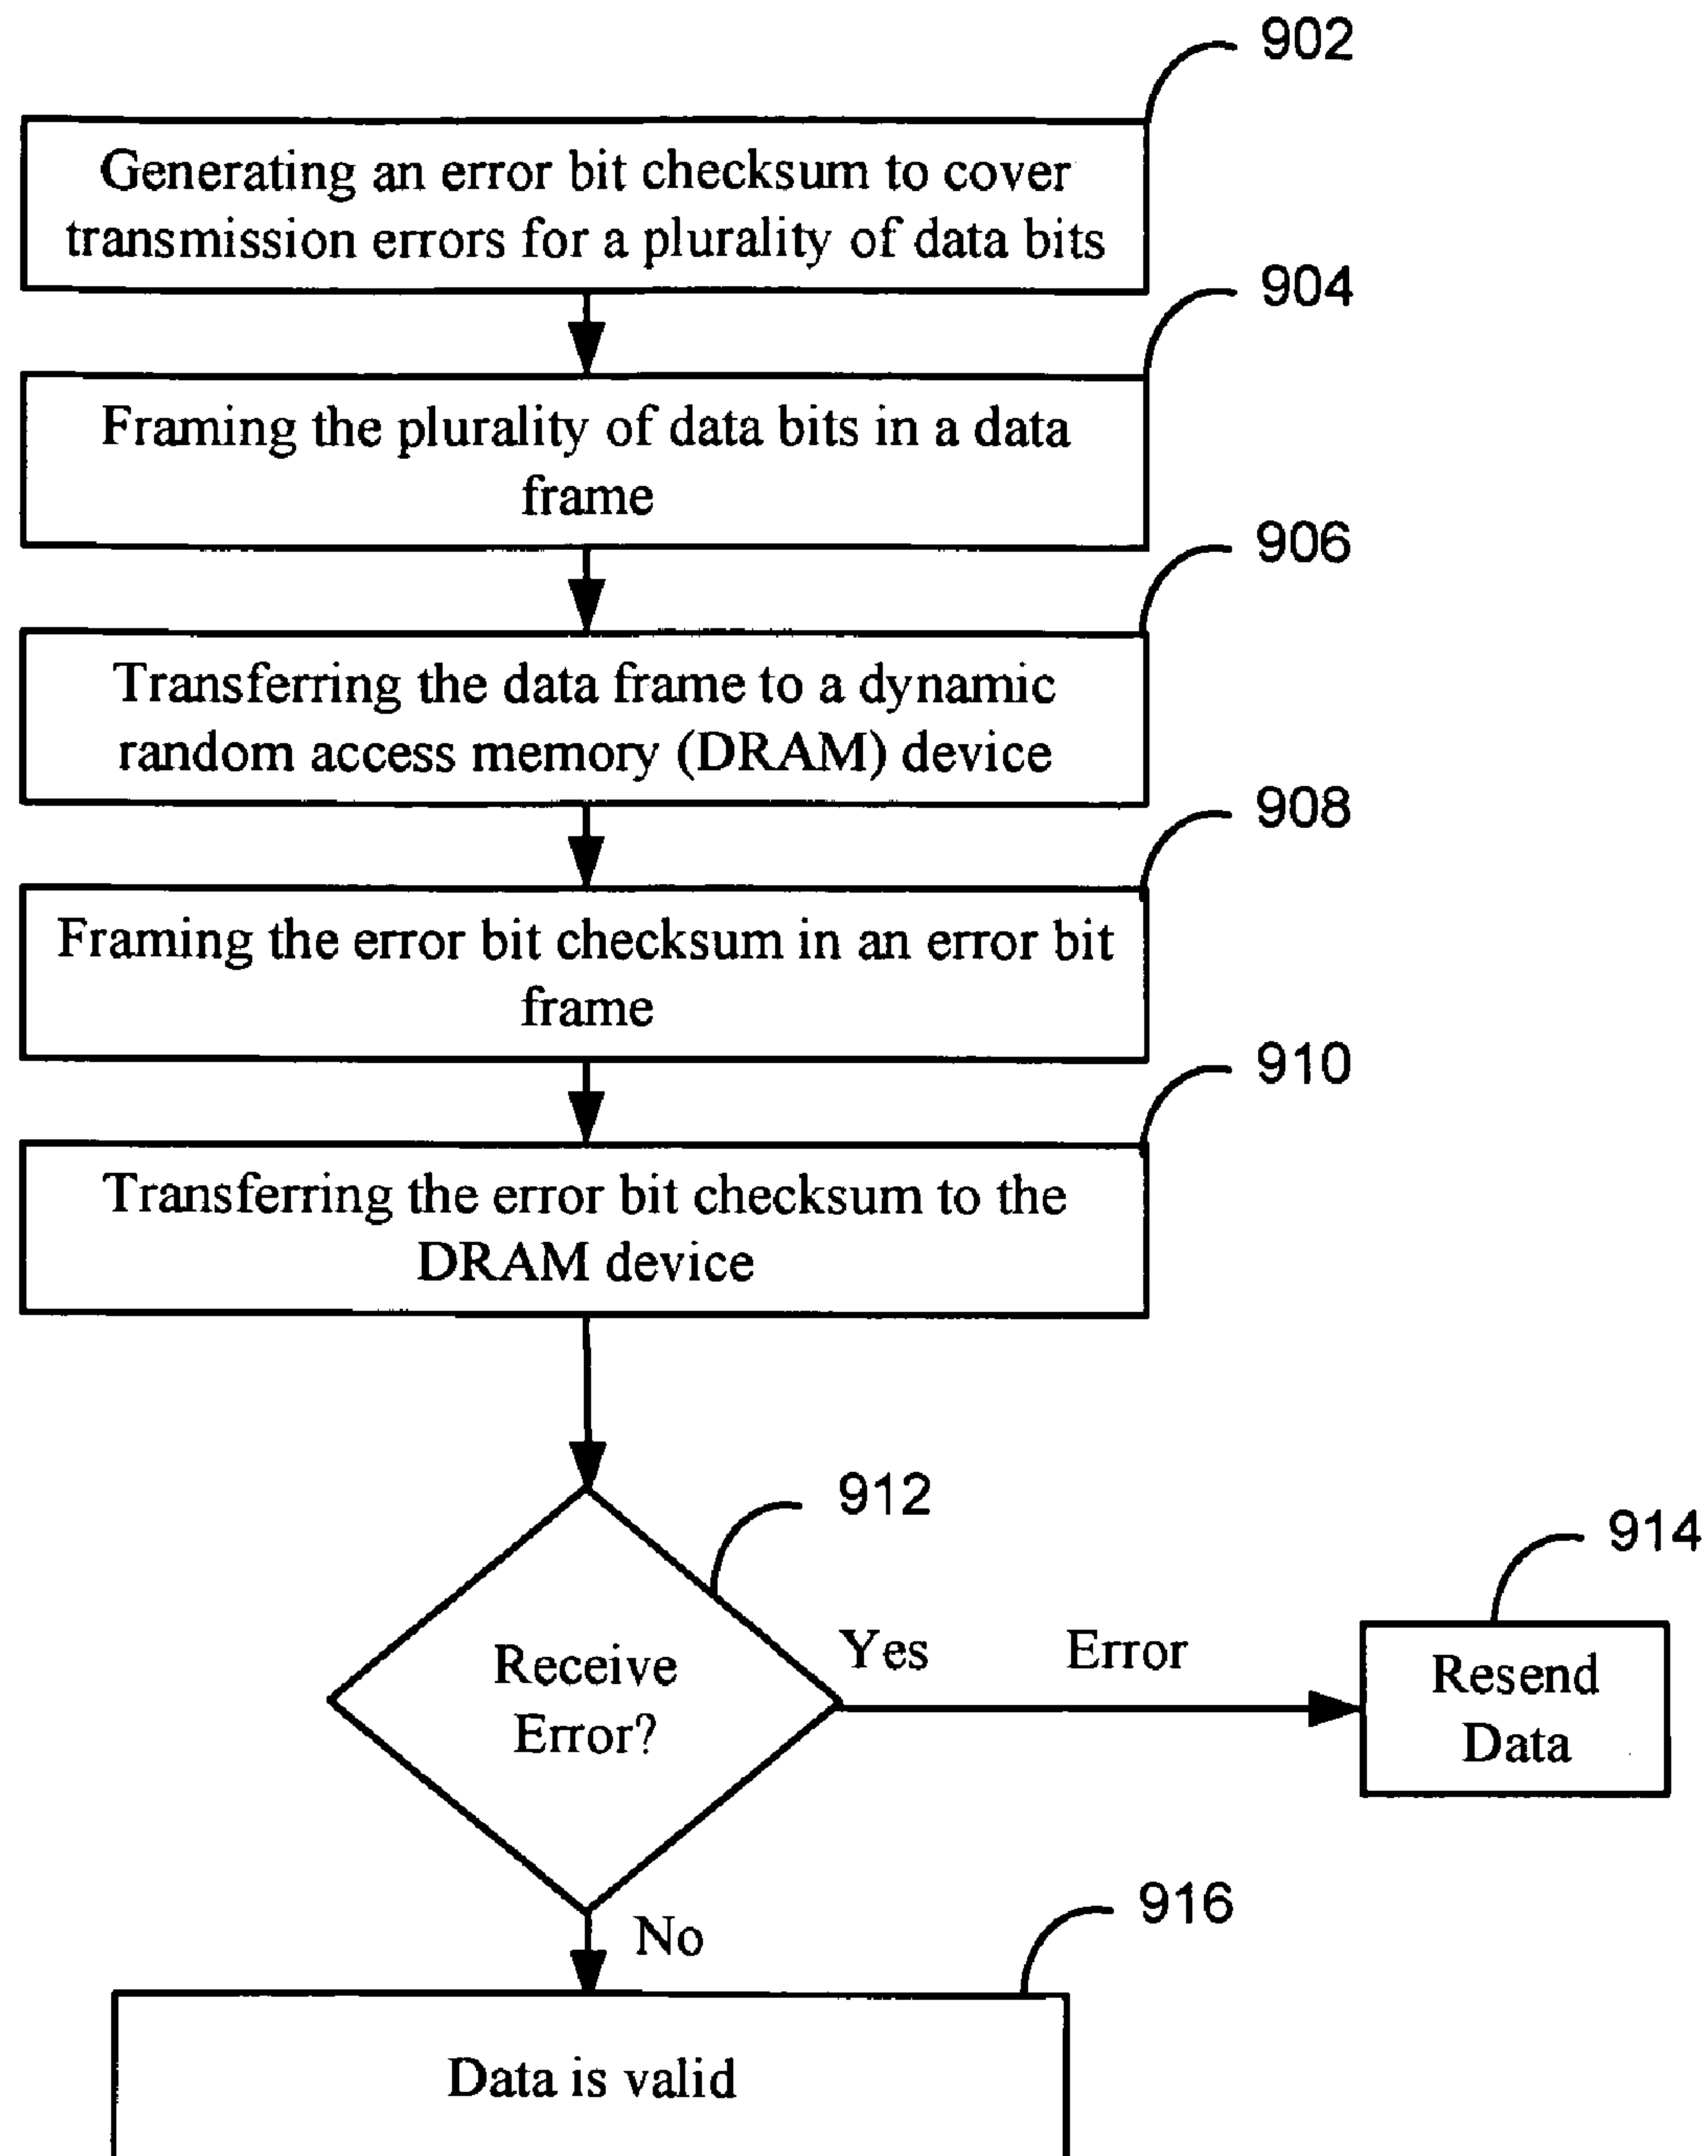 902
Generating an error bit checksum to cover
transmission errors for a plurality of data bits
904
Framing the plurality of data bits in a data
frame
906
Transferring the data frame to a dynamic
random access memory (DRAM) device
908
Framing the error bit checksum in an error bit
frame
910
Transferring the error bit checksum to the
DRAM device
912
914
Receive
Error?
Yes Error
Resend
Data
916
No
Data is valid